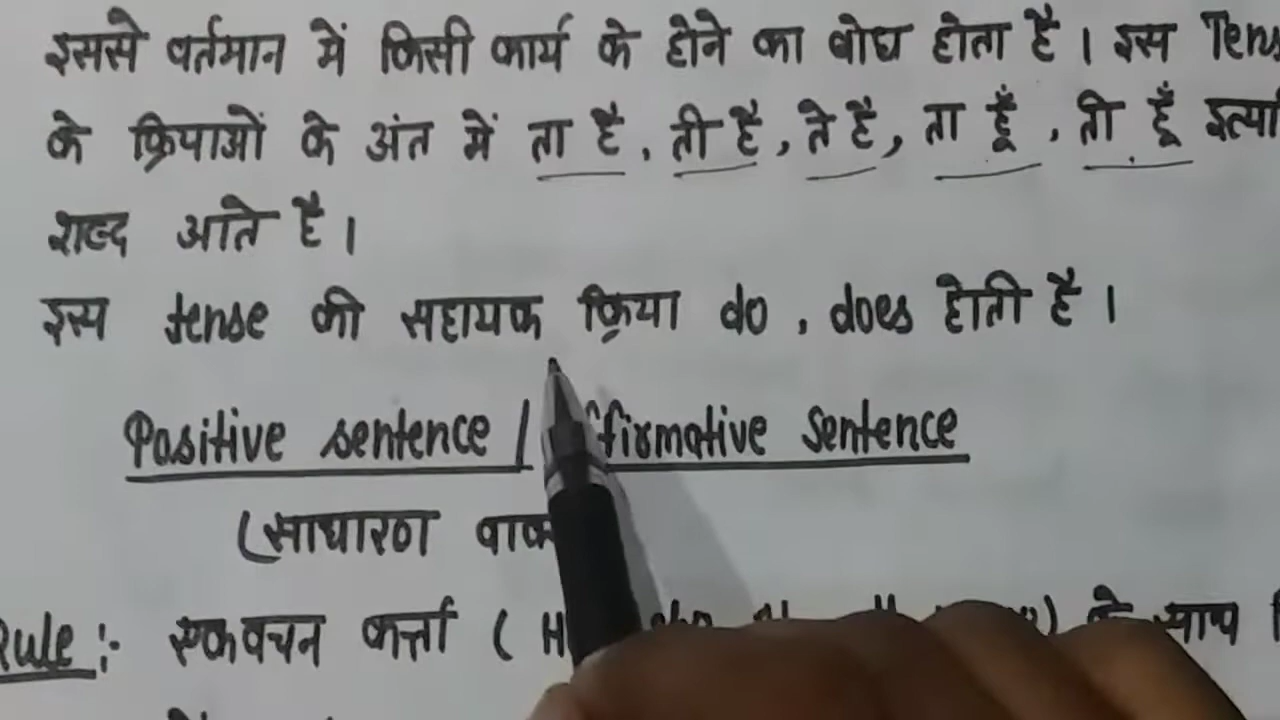 इससे वर्तमान में किसी कार्य के होने का बोध होता है । इस Tens
के क्रियाओं के अंत में ता है, ती है, ते है, ता हूँ, ती हूँ इत्या
शब्द आते है ।
इस tense की सहायक क्रिया do, does होती है ।
Positive sentence / ffirmative Sentence
(साधारण वाक
Rule :- एकवचन कर्त्ता ( H के साथ